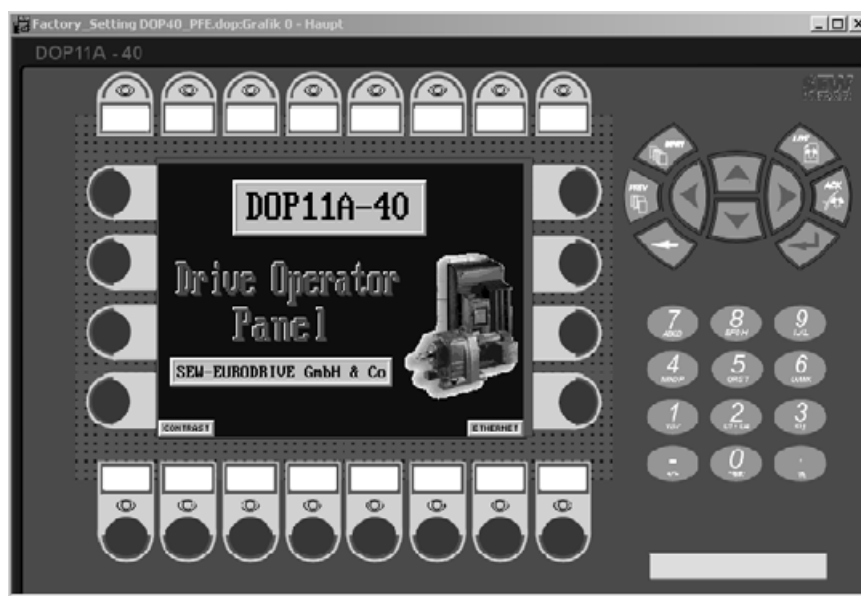 Factory_Setting DOP40_PFE.dop:Grafik 0 - Haupt
DOP11A - 40
SEW
DOP11A-40
Drive Operator
Panel
SEW-EURODRIVE GmbH & Co
CONTRAST
ETHERNET
PREV
ACK
7
8
9
4
5
6
1
2
3
-
0
.